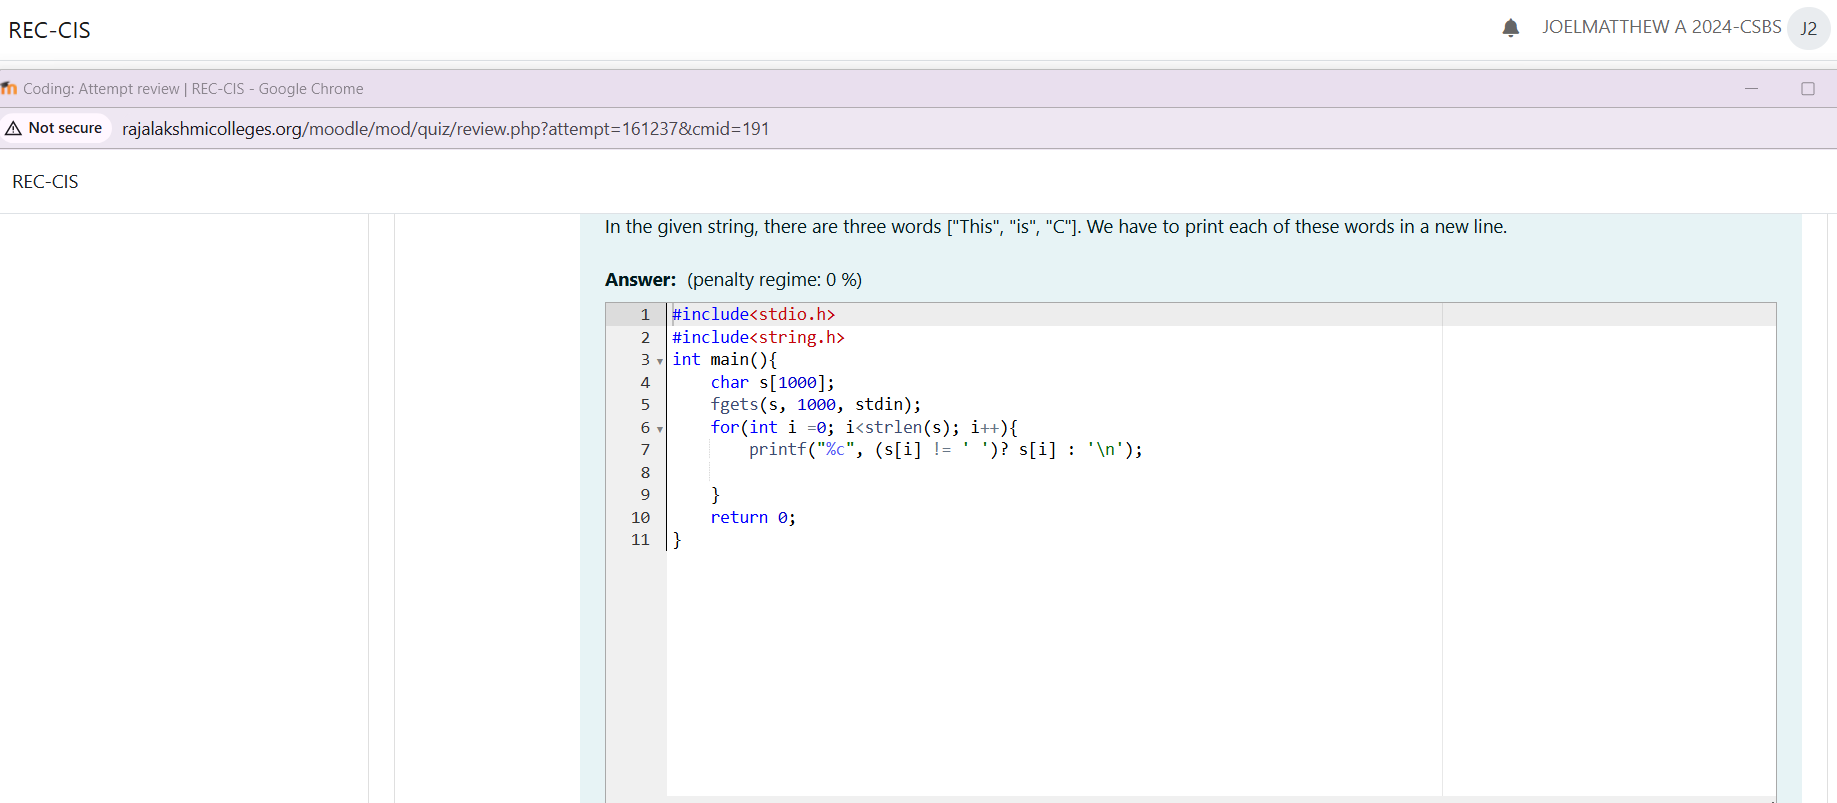 REC-CIS
JOELMATTHEW A 2024-CSBS J2
Coding: Attempt review | REC-CIS - Google Chrome
Not secure rajalakshmicolleges.org/moodle/mod/quiz/review.php?attempt=161237&cmid=191
REC-CIS
In the given string, there are three words ["This", "is", "C"]. We have to print each of these words in a new line.
Answer: (penalty regime: 0 %)
1 #include<stdio.h>
2 #include<string.h>
3 int main(){
4 char s[1000];
5 fgets(s, 1000, stdin);
6 for(int i =0; i<strlen(s); i++){
7 printf("%c", (s[i] != ' ')? s[i] : '\n');
8
9 }
10 return 0;
11 }